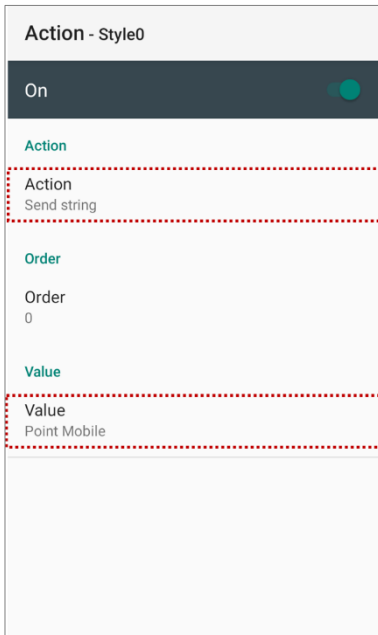 Action - Style0
On
Action
Action
Send string
Order
Order
0
Value
Value
Point Mobile